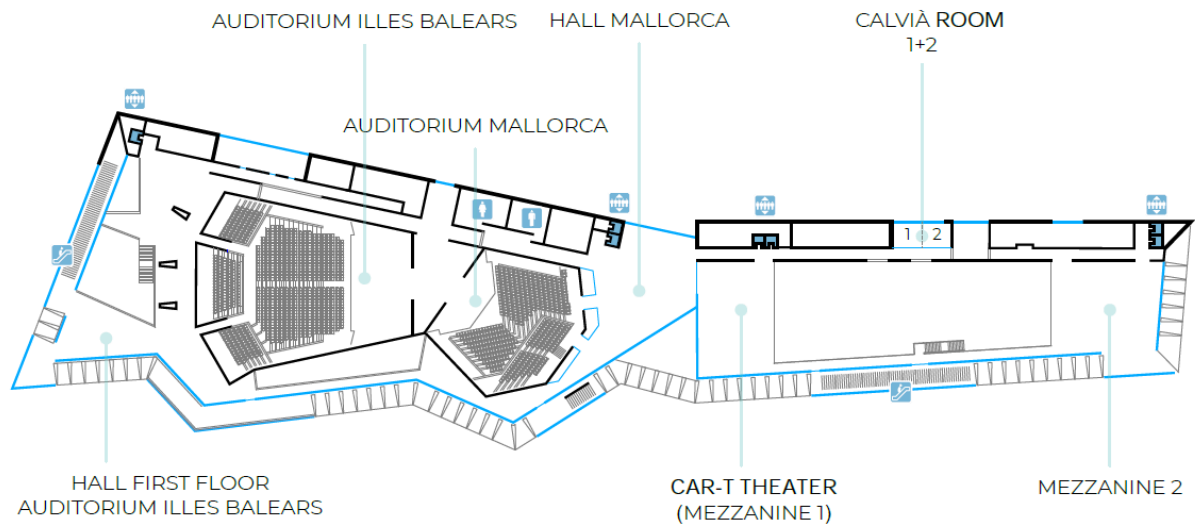 AUDITORIUM ILLES BALEARS
HALL MALLORCA
CALVIÀ ROOM
1+2
AUDITORIUM MALLORCA
1 2
HALL FIRST FLOOR
AUDITORIUM ILLES BALEARS
CAR-T THEATER
(MEZZANINE 1)
MEZZANINE 2